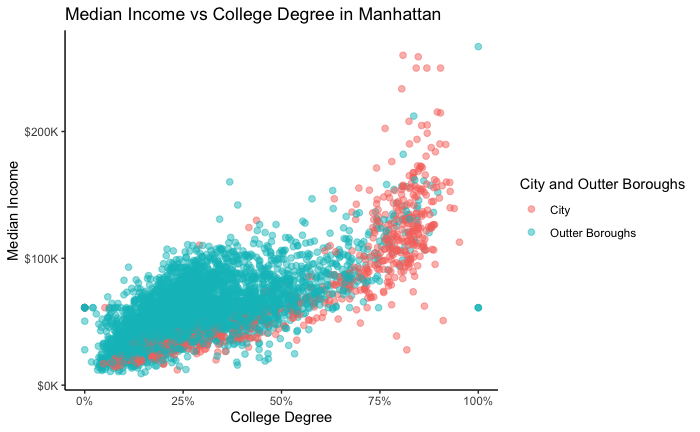 Median Income vs College Degree in Manhattan
$200K
$100K
$0K
Median Income
0%
25%
50%
75%
100%
College Degree
City and Outter Boroughs
City
Outter Boroughs